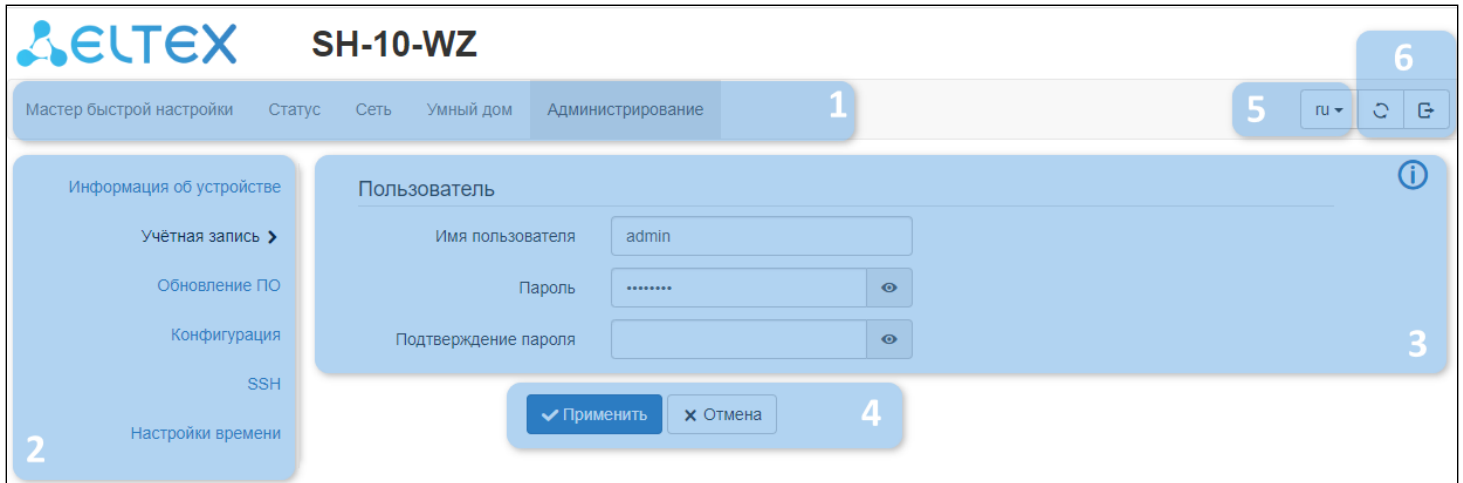 ELTEX SH-10-WZ
6
Мастер быстрой настройки Статус Сеть Умный дом Администрирование 1 5 ru
Информация об устройстве
Учётная запись
Обновление ПО
Конфигурация
SSH
Настройки времени
2
Пользователь
Имя пользователя admin
Пароль ••••••••
Подтверждение пароля
3
Применить Отмена 4